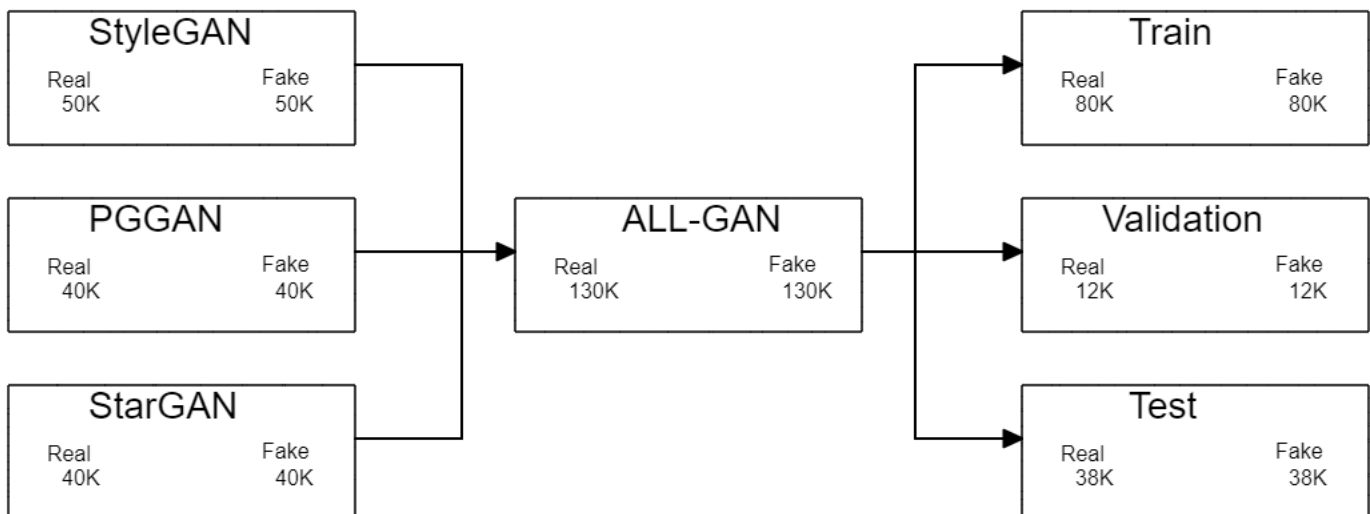 StyleGAN
Real Fake
50K 50K
PGGAN
Real Fake
40K 40K
StarGAN
Real Fake
40K 40K
ALL-GAN
Real Fake
130K 130K
Train
Real Fake
80K 80K
Validation
Real Fake
12K 12K
Test
Real Fake
38K 38K